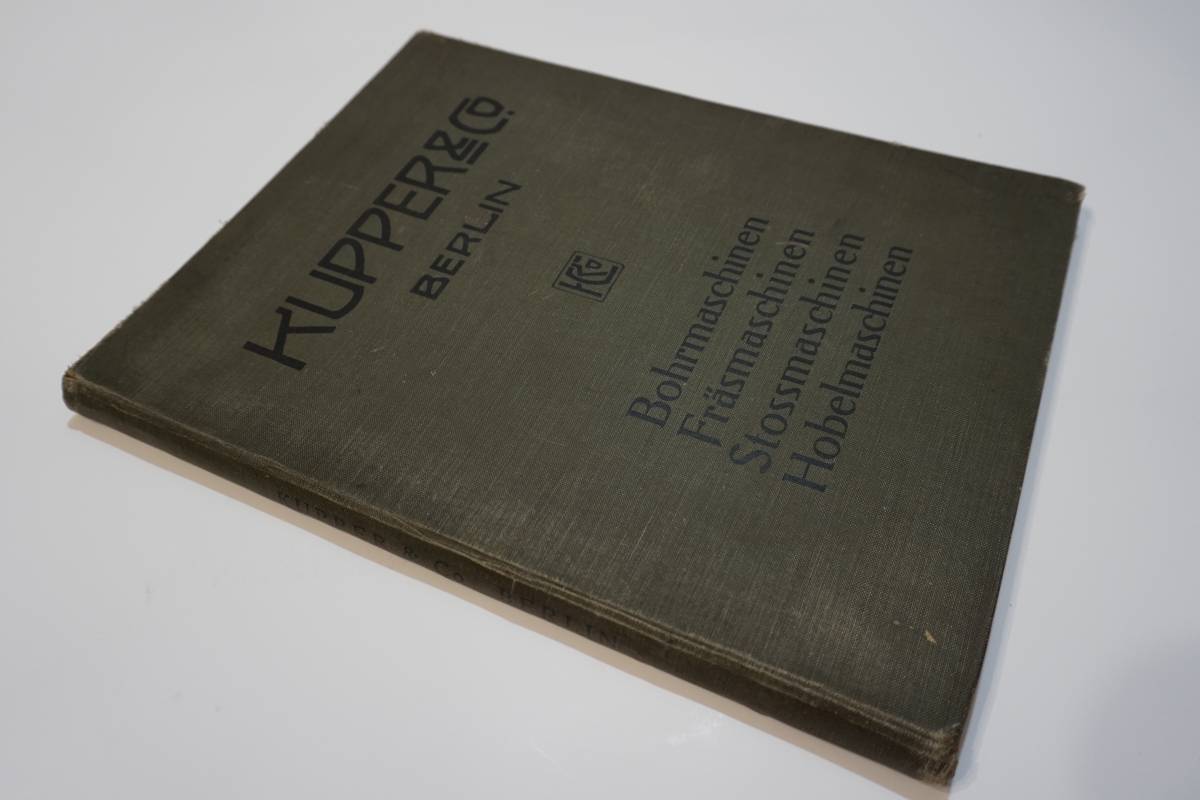 KUPPER & Co.
BERLIN
KCo
Bohrmaschinen
Fräsmaschinen
Stossmaschinen
Hobelmaschinen
KUPPER & Co BERLIN